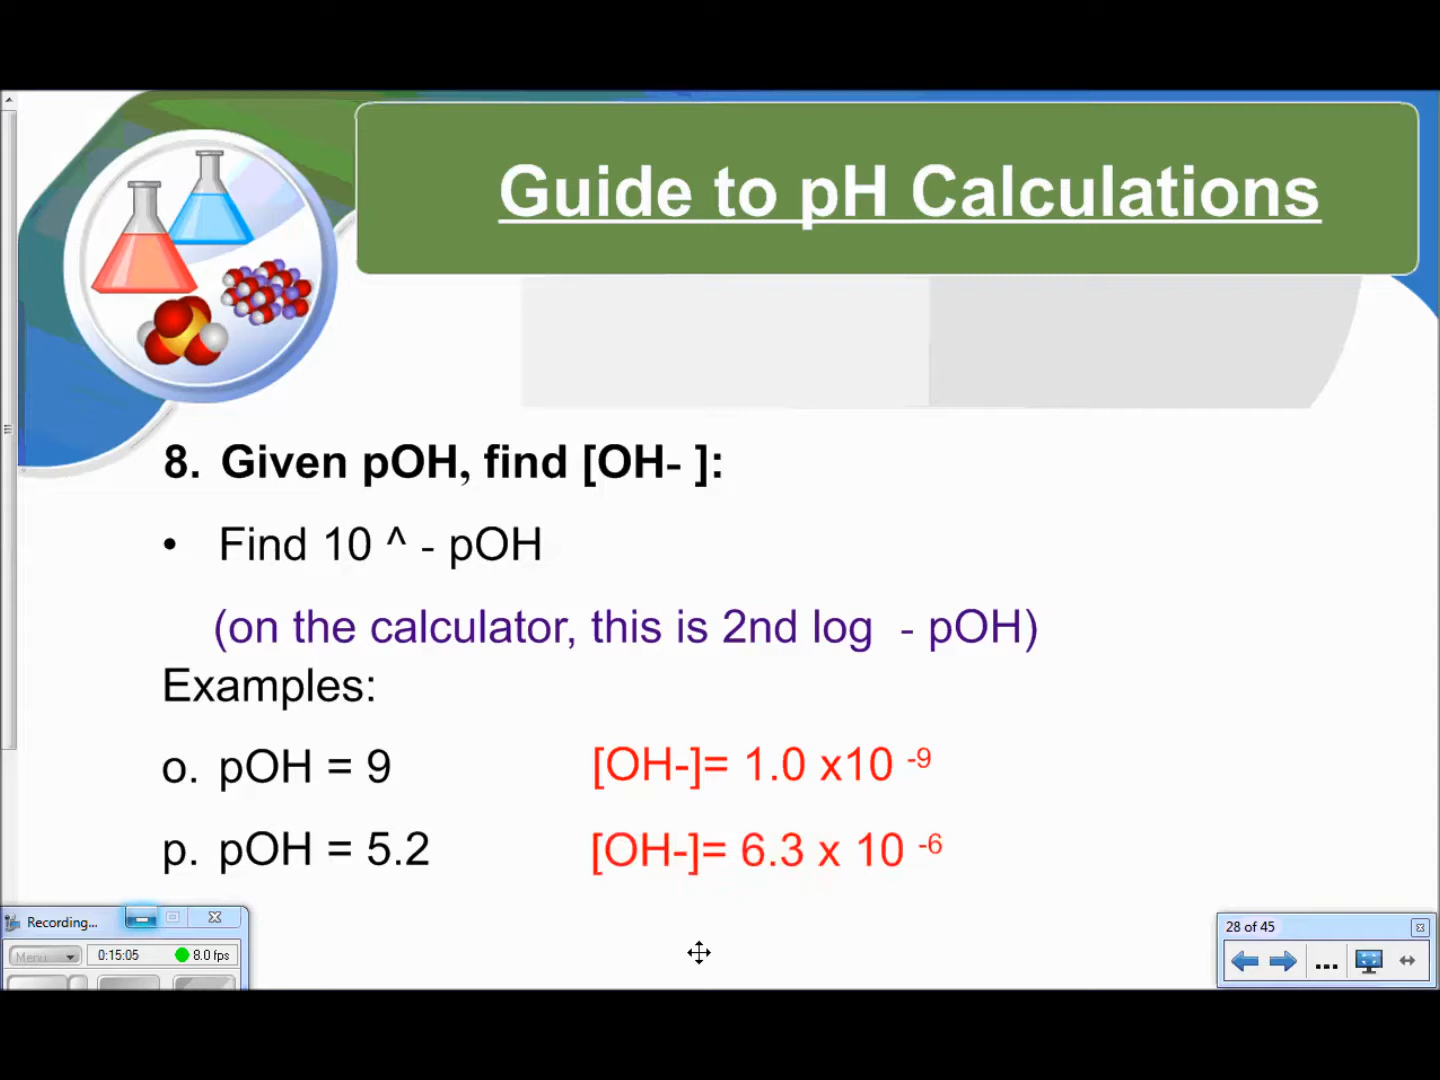 Guide to pH Calculations
8. Given pOH, find [OH- ]:
• Find 10 ^ - pOH
(on the calculator, this is 2nd log - pOH)
Examples:
o. pOH = 9 [OH-]= 1.0 x10 -9
p. pOH = 5.2 [OH-]= 6.3 x 10 -6
Recording...
Menu 0:15:05 8.0 fps
28 of 45
...